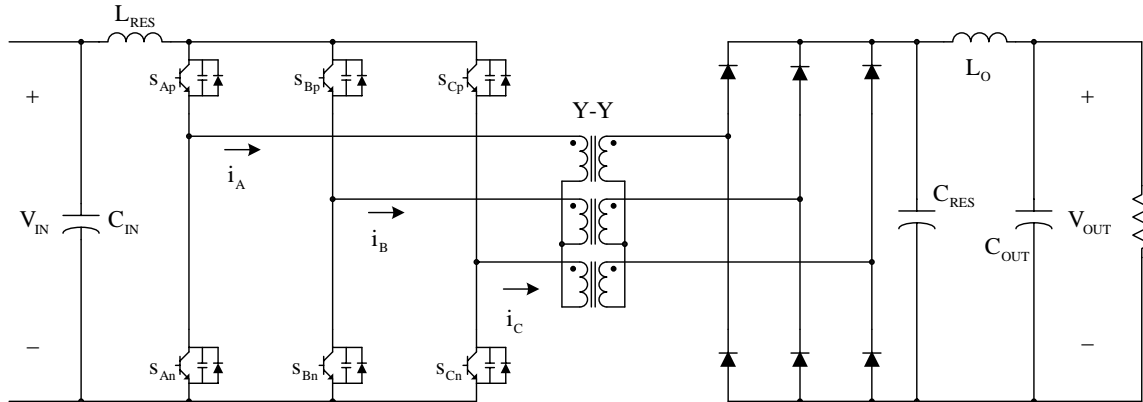 L_RES
s_Ap
s_Bp
s_Cp
L_O
+
+
Y-Y
i_A
V_IN
C_IN
i_B
C_RES
C_OUT
V_OUT
i_C
−
−
s_An
s_Bn
s_Cn